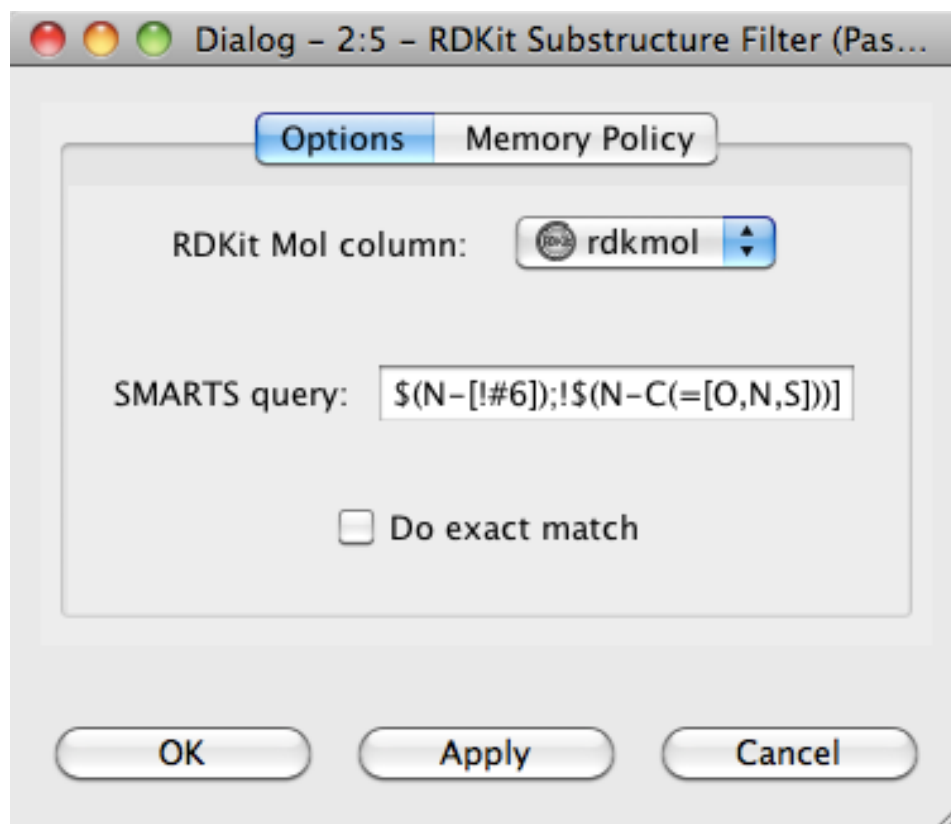 Dialog – 2:5 – RDKit Substructure Filter (Pas...
Options Memory Policy
RDKit Mol column: rdkmol
SMARTS query: $(N-[!#6]);!$(N-C(=[O,N,S]))]
Do exact match
OK Apply Cancel